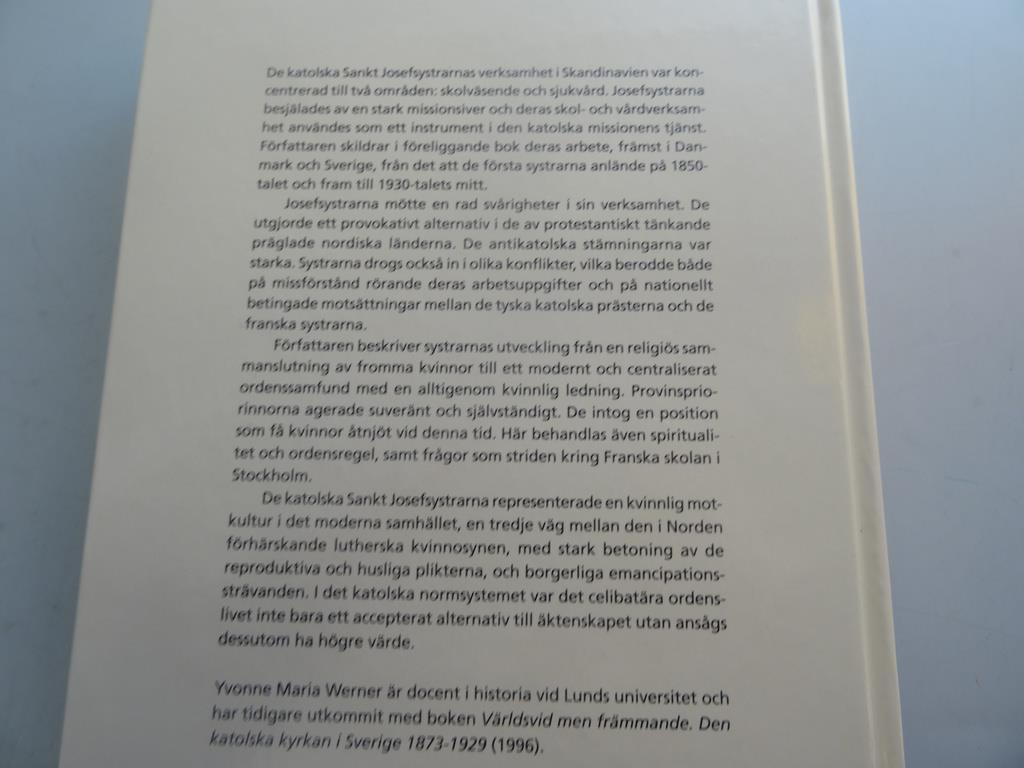 De katolska Sankt Josefsystrarnas verksamhet i Skandinavien var kon-
centrerad till två områden: skolväsende och sjukvård. Josefsystrarna
besjälades av en stark missionsiver och deras skol- och vårdverksam-
het användes som ett instrument i den katolska missionens tjänst.
Författaren skildrar i föreliggande bok deras arbete, främst i Dan-
mark och Sverige, från det att de första systrarna anlände på 1850-
talet och fram till 1930-talets mitt.
Josefsystrarna mötte en rad svårigheter i sin verksamhet. De
utgjorde ett provokativt alternativ i de av protestantiskt tänkande
präglade nordiska länderna. De antikatolska stämningarna var
starka. Systrarna drogs också in i olika konflikter, vilka berodde både
på missförstånd rörande deras arbetsuppgifter och på nationellt
betingade motsättningar mellan de tyska katolska prästerna och de
franska systrarna.
Författaren beskriver systrarnas utveckling från en religiös sam-
manslutning av fromma kvinnor till ett modernt och centraliserat
ordenssamfund med en alltigenom kvinnlig ledning. Provinsprio-
rinnorna agerade suveränt och självständigt. De intog en position
som få kvinnor åtnjöt vid denna tid. Här behandlas även spirituali-
tet och ordensregel, samt frågor som striden kring Franska skolan i
Stockholm.
De katolska Sankt Josefsystrarna representerade en kvinnlig mot-
kultur i det moderna samhället, en tredje väg mellan den i Norden
förhärskande lutherska kvinnosynen, med stark betoning av de
reproduktiva och husliga plikterna, och borgerliga emancipations-
strävanden. I det katolska normsystemet var det celibatära ordens-
livet inte bara ett accepterat alternativ till äktenskapet utan ansågs
dessutom ha högre värde.
Yvonne Maria Werner är docent i historia vid Lunds universitet och
har tidigare utkommit med boken Världsvid men främmande. Den
katolska kyrkan i Sverige 1873-1929 (1996).